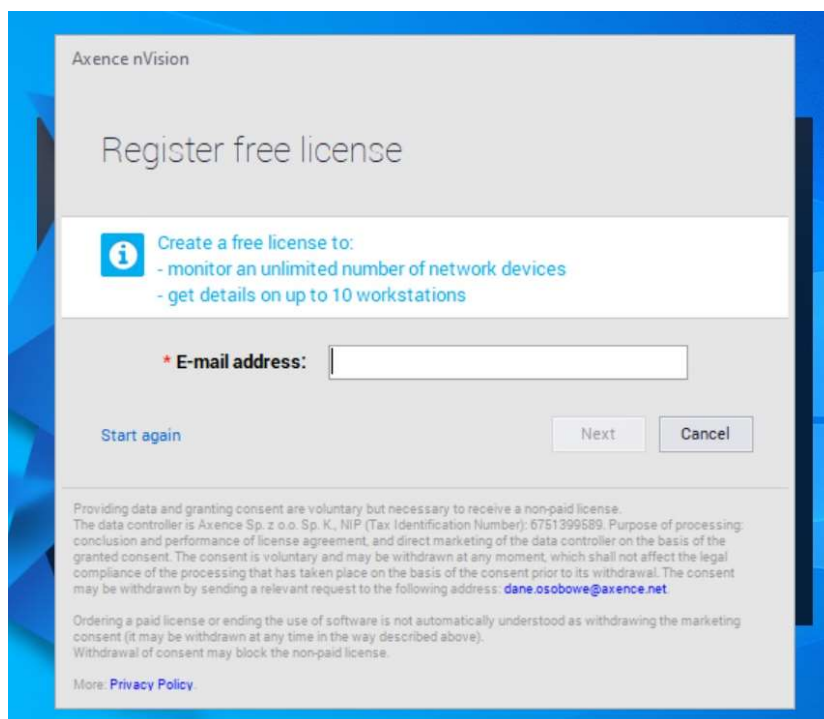 Axence nVision
Register free license
Create a free license to:
- monitor an unlimited number of network devices
- get details on up to 10 workstations
* E-mail address:
Start again
Next
Cancel
Providing data and granting consent are voluntary but necessary to receive a non-paid license.
The data controller is Axence Sp. z o.o. Sp. K., NIP (Tax Identification Number): 6751399589. Purpose of processing:
conclusion and performance of license agreement, and direct marketing of the data controller on the basis of the
granted consent. The consent is voluntary and may be withdrawn at any moment, which shall not affect the legal
compliance of the processing that has taken place on the basis of the consent prior to its withdrawal. The consent
may be withdrawn by sending a relevant request to the following address: dane.osobowe@axence.net.
Ordering a paid license or ending the use of software is not automatically understood as withdrawing the marketing
consent (it may be withdrawn at any time in the way described above).
Withdrawal of consent may block the non-paid license.
More: Privacy Policy.